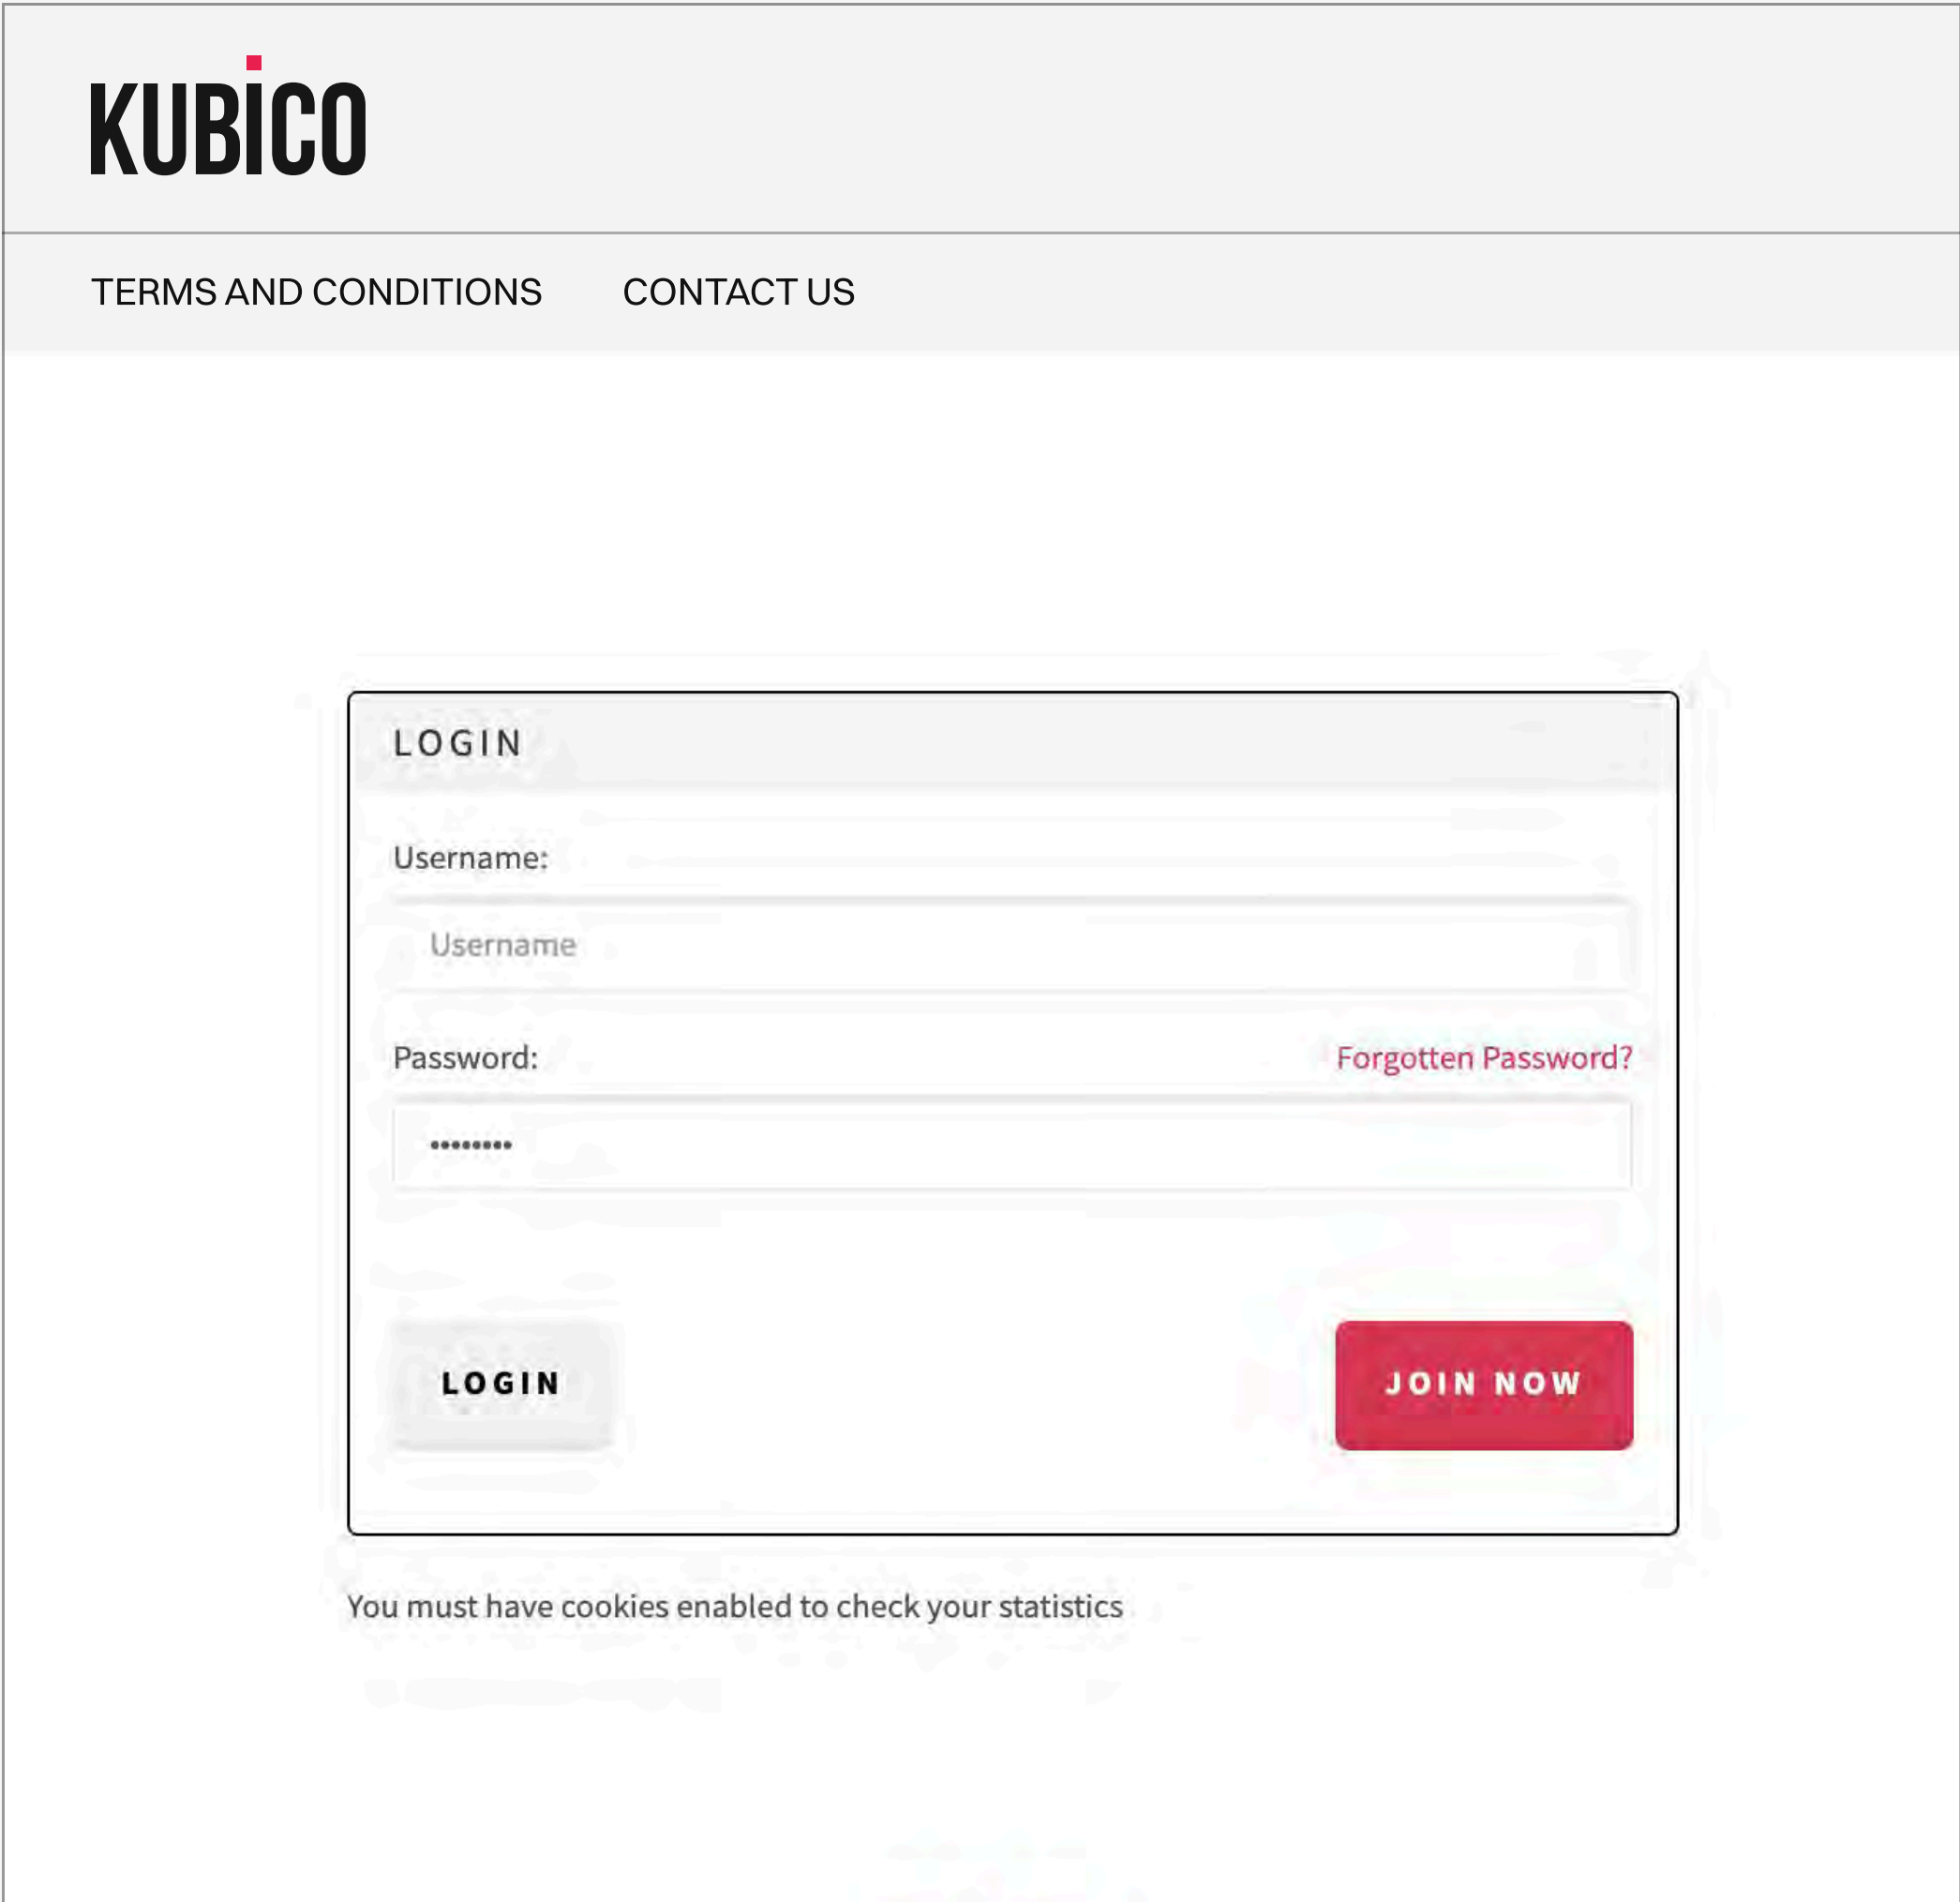 KUBiCO
TERMS AND CONDITIONS CONTACT US
LOGIN
Username:
Username
Password: Forgotten Password?
••••••••
LOGIN JOIN NOW
You must have cookies enabled to check your statistics